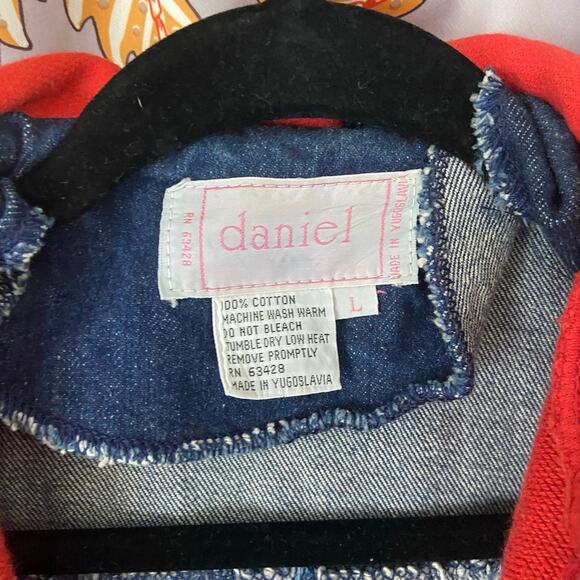 RN 63428
daniel
MADE IN YUGOSLAVIA
L
100% COTTON
MACHINE WASH WARM
DO NOT BLEACH
TUMBLE DRY LOW HEAT
REMOVE PROMPTLY
RN 63428
MADE IN YUGOSLAVIA